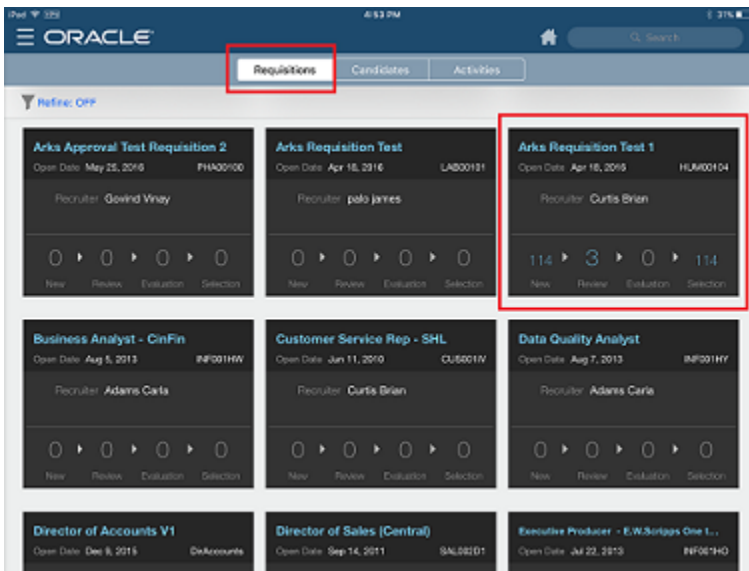 iPad 4:53 PM 37%
ORACLE Search
Requisitions Candidates Activities
Refine: OFF
Arks Approval Test Requisition 2
Open Date May 25, 2016 PHA00100
Recruiter Govind Vinay
0 0 0 0
New Review Evaluation Selection
Arks Requisition Test
Open Date Apr 18, 2016 LAB00101
Recruiter palo james
0 0 0 0
New Review Evaluation Selection
Arks Requisition Test 1
Open Date Apr 18, 2016 HUM00104
Recruiter Curtis Brian
114 3 0 114
New Review Evaluation Selection
Business Analyst - CinFin
Open Date Aug 5, 2013 INF001HW
Recruiter Adams Carla
0 0 0 0
New Review Evaluation Selection
Customer Service Rep - SHL
Open Date Jun 11, 2010 CUS001IV
Recruiter Curtis Brian
0 0 0 0
New Review Evaluation Selection
Data Quality Analyst
Open Date Aug 7, 2013 INF001HY
Recruiter Adams Carla
0 0 0 0
New Review Evaluation Selection
Director of Accounts V1
Open Date Dec 9, 2015 DirAccounts
Director of Sales (Central)
Open Date Sep 14, 2011 SAL002D1
Executive Producer - E.W.Scripps One t...
Open Date Jul 22, 2013 INF001HO